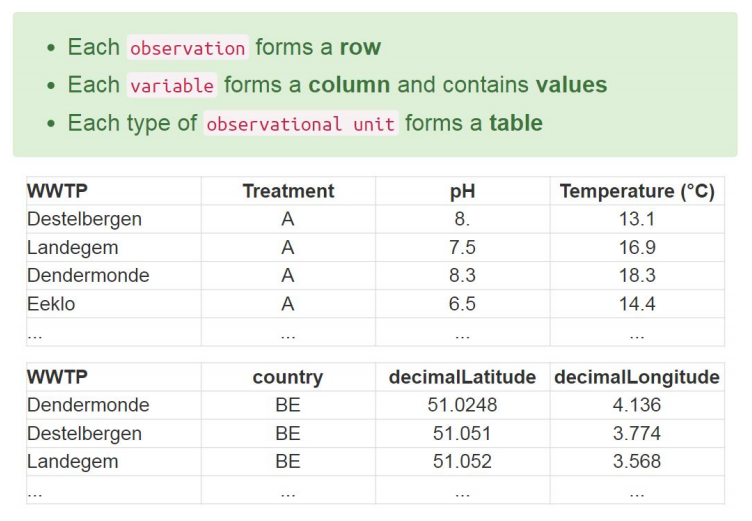 • Each observation forms a row
• Each variable forms a column and contains values
• Each type of observational unit forms a table
WWTP Treatment pH Temperature (°C)
Destelbergen A 8. 13.1
Landegem A 7.5 16.9
Dendermonde A 8.3 18.3
Eeklo A 6.5 14.4
... ... ... ...
WWTP country decimalLatitude decimalLongitude
Dendermonde BE 51.0248 4.136
Destelbergen BE 51.051 3.774
Landegem BE 51.052 3.568
... ... ... ...